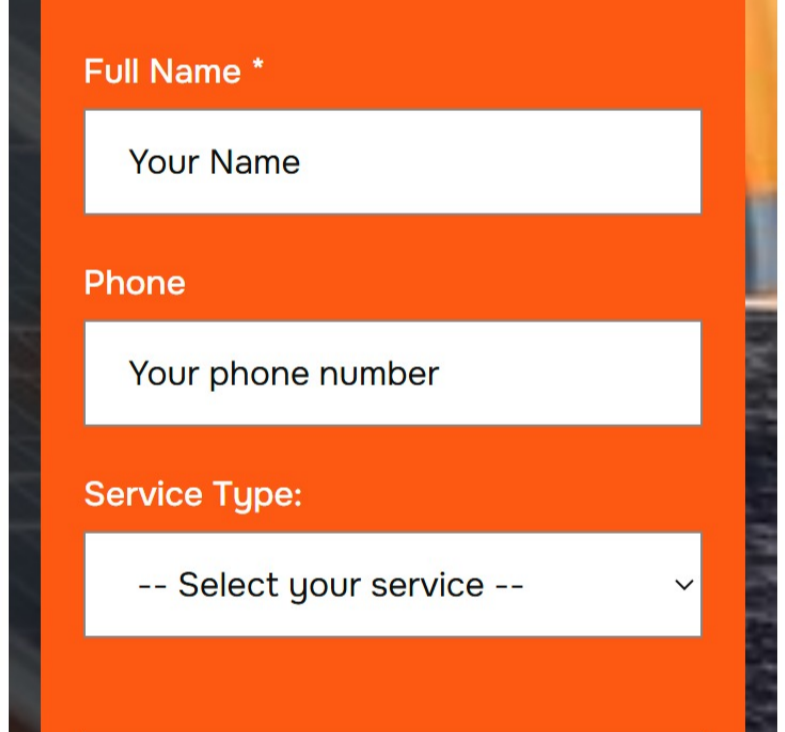 Full Name *
Your Name
Phone
Your phone number
Service Type:
-- Select your service --